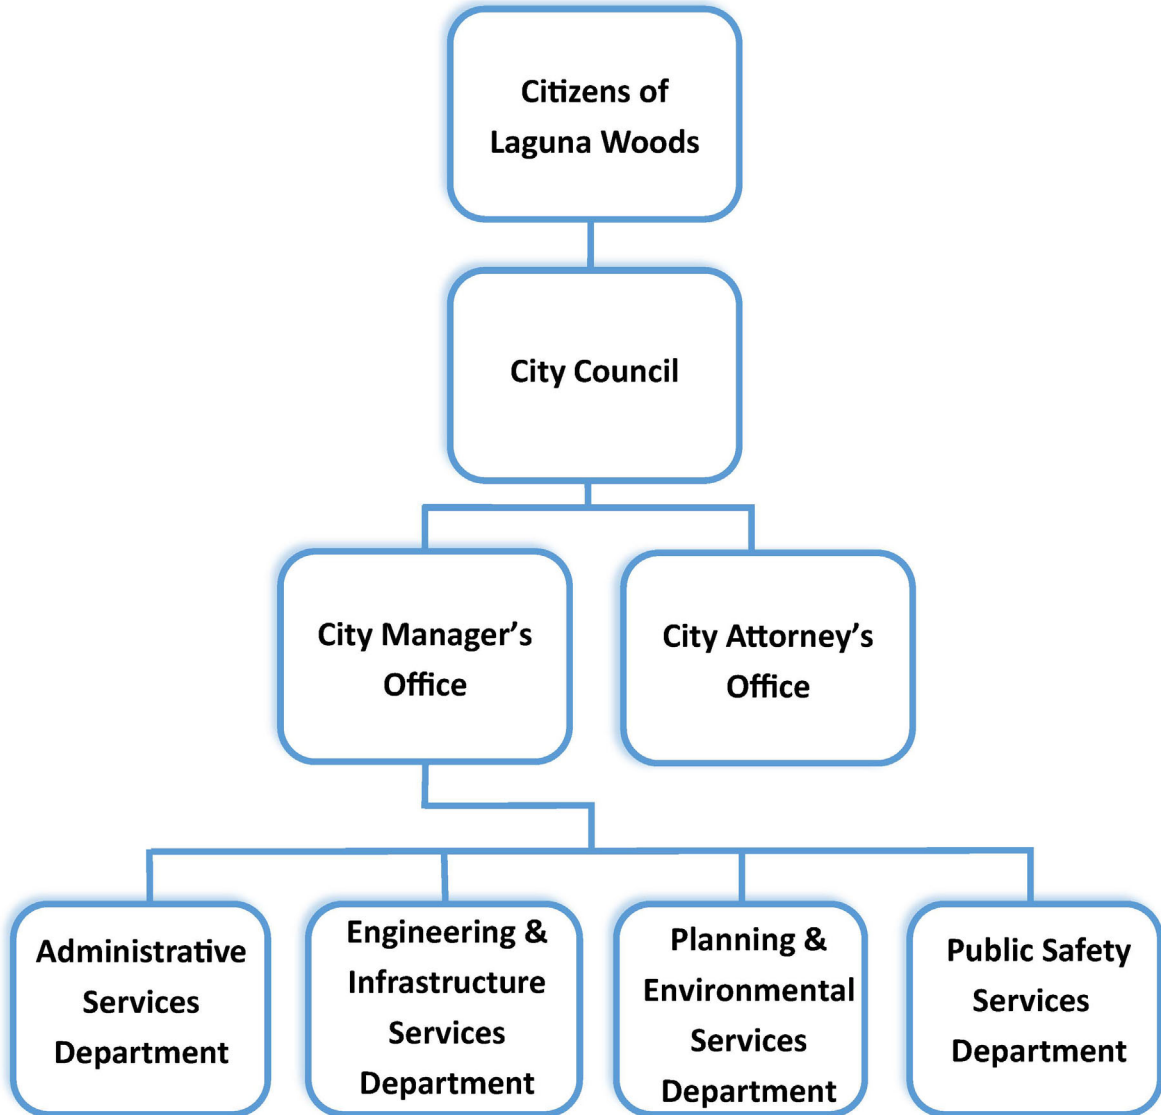 Citizens of
Laguna Woods
City Council
City Manager’s
Office
City Attorney’s
Office
Administrative
Services
Department
Engineering &
Infrastructure
Services
Department
Planning &
Environmental
Services
Department
Public Safety
Services
Department